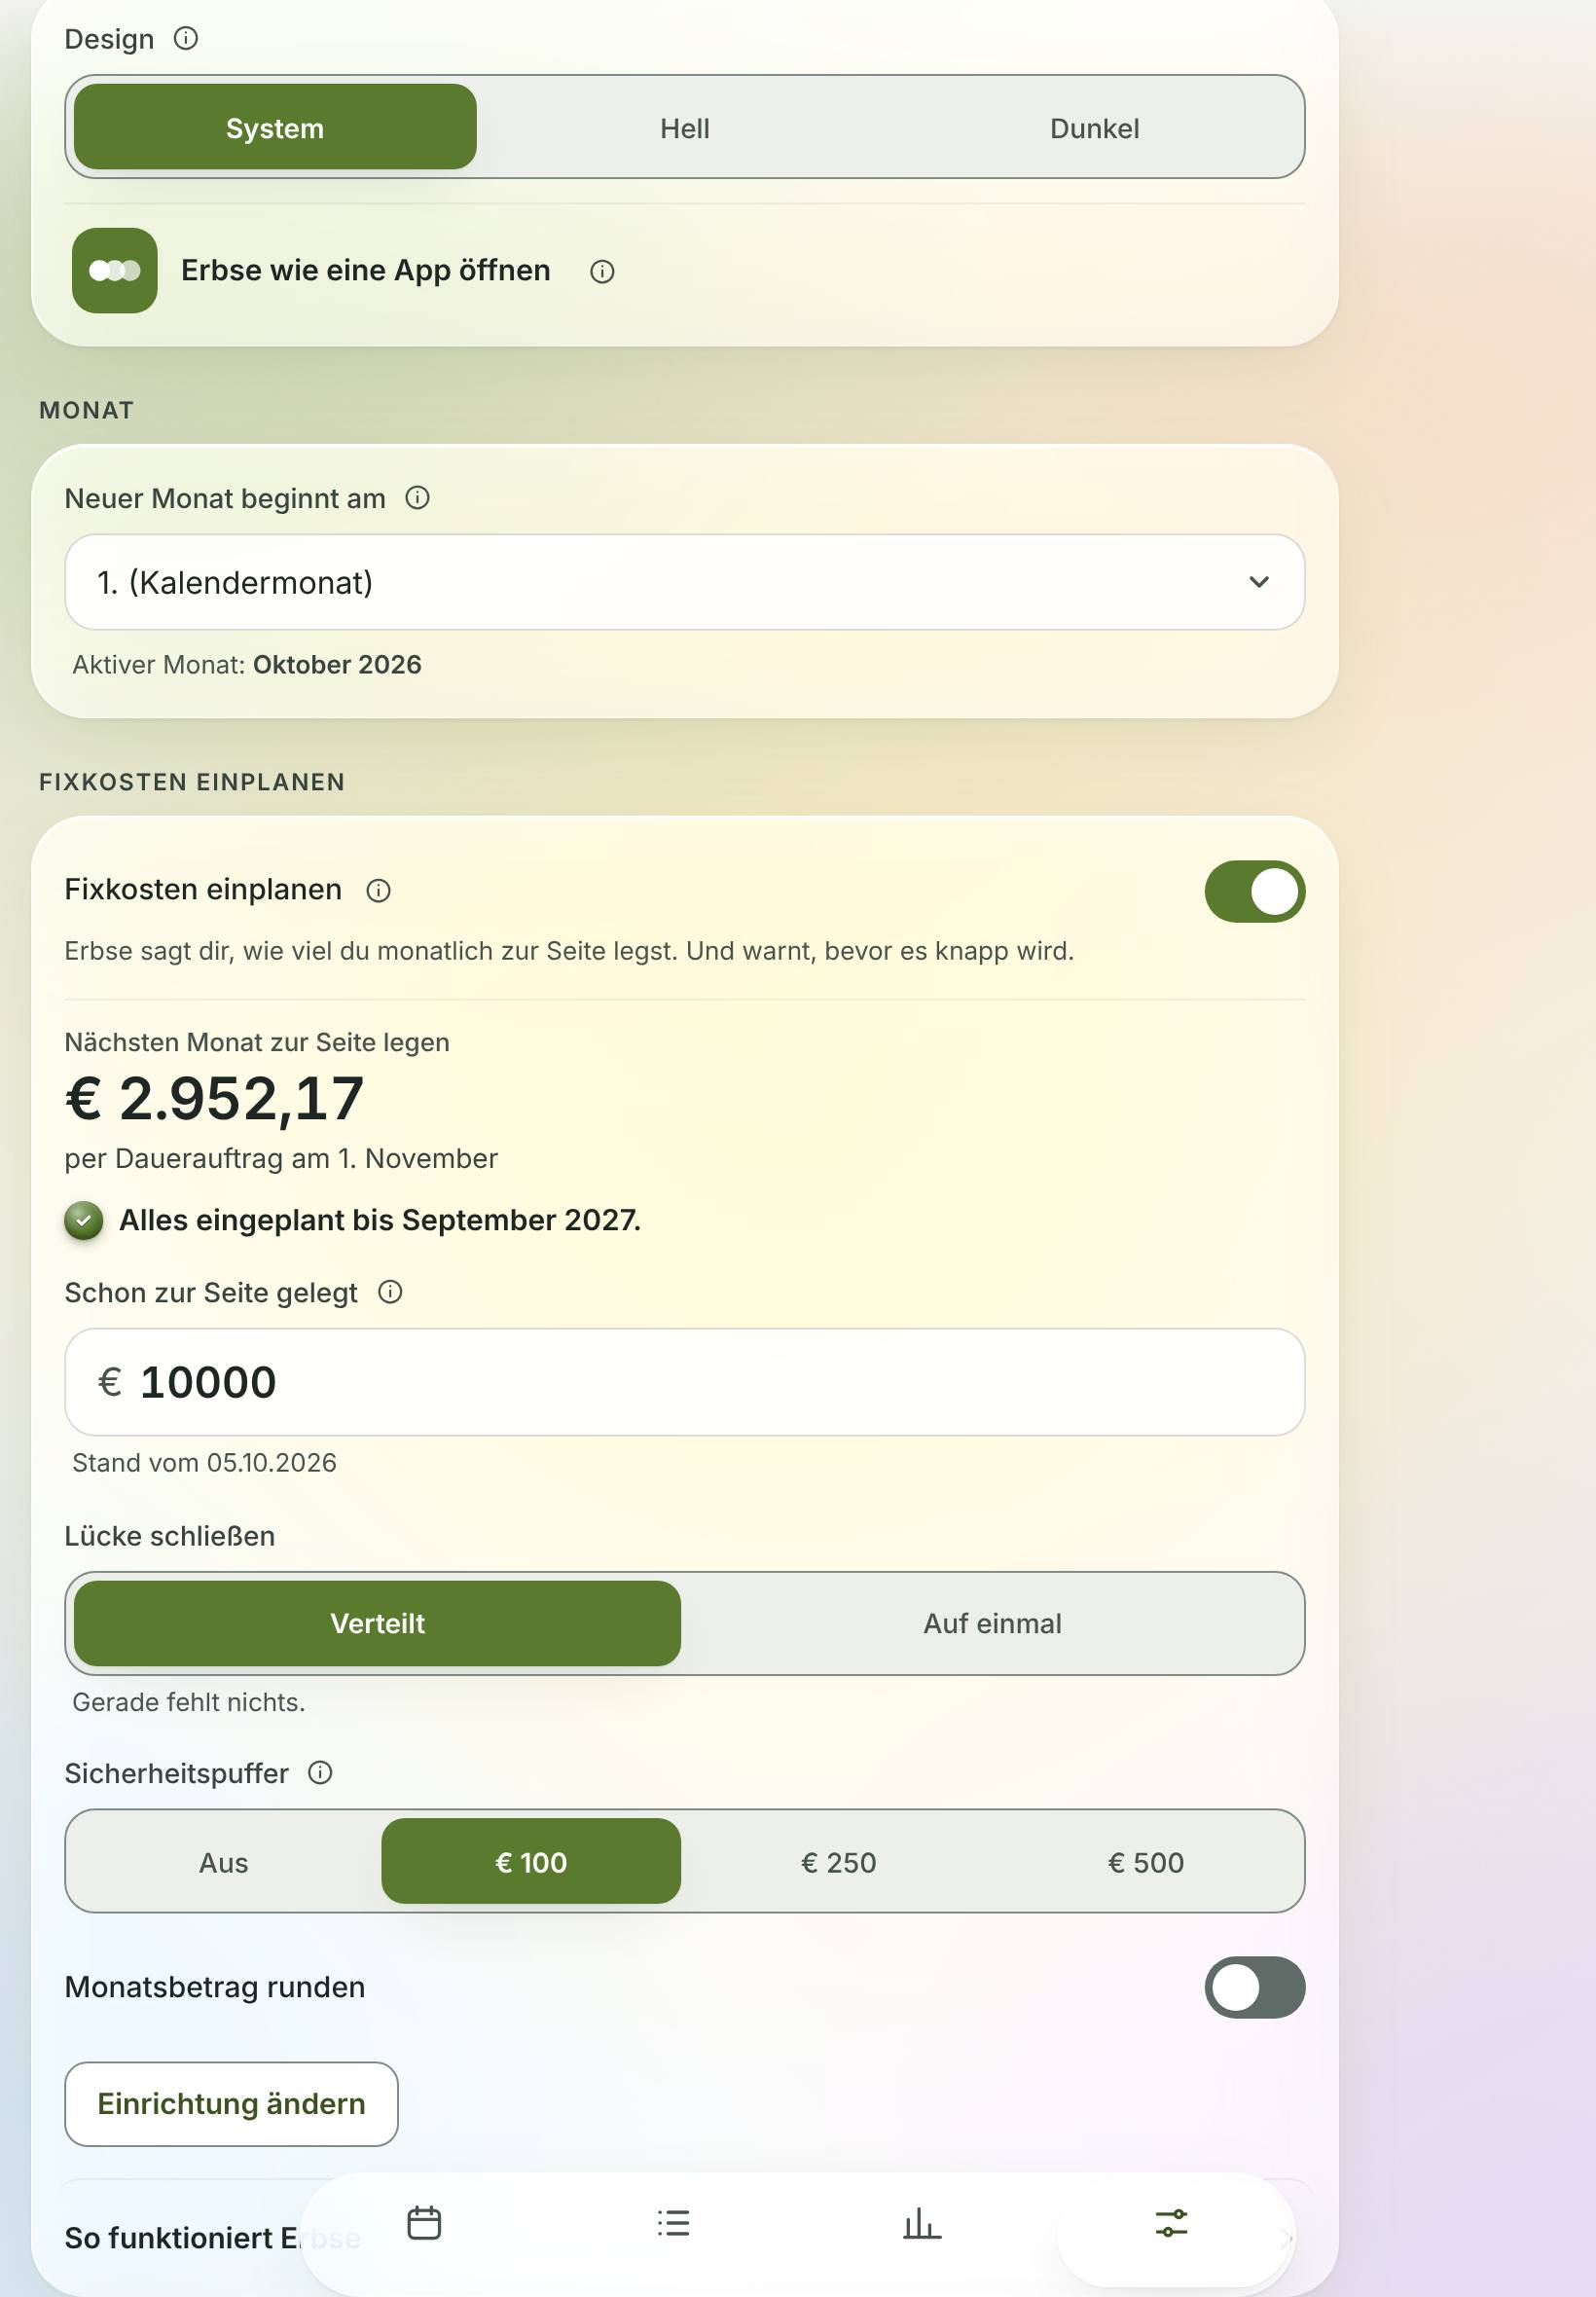 Design
System
Hell
Dunkel
Erbse wie eine App öffnen
MONAT
Neuer Monat beginnt am
1. (Kalendermonat)
Aktiver Monat: Oktober 2026
FIXKOSTEN EINPLANEN
Fixkosten einplanen
Erbse sagt dir, wie viel du monatlich zur Seite legst. Und warnt, bevor es knapp wird.
Nächsten Monat zur Seite legen
€ 2.952,17
per Dauerauftrag am 1. November
Alles eingeplant bis September 2027.
Schon zur Seite gelegt
€ 10000
Stand vom 05.10.2026
Lücke schließen
Verteilt
Auf einmal
Gerade fehlt nichts.
Sicherheitspuffer
Aus
€ 100
€ 250
€ 500
Monatsbetrag runden
Einrichtung ändern
So funktioniert Erbse